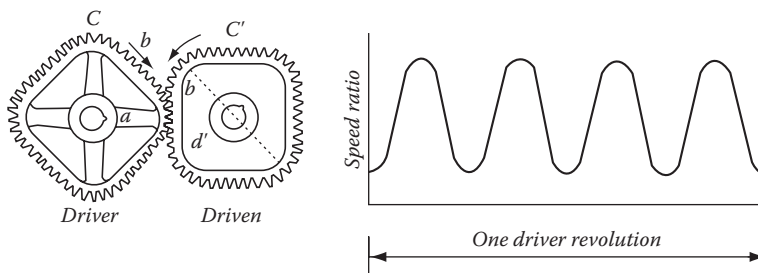 C
b
C'
a
b
d'
Driver
Driven
Speed ratio
One driver revolution